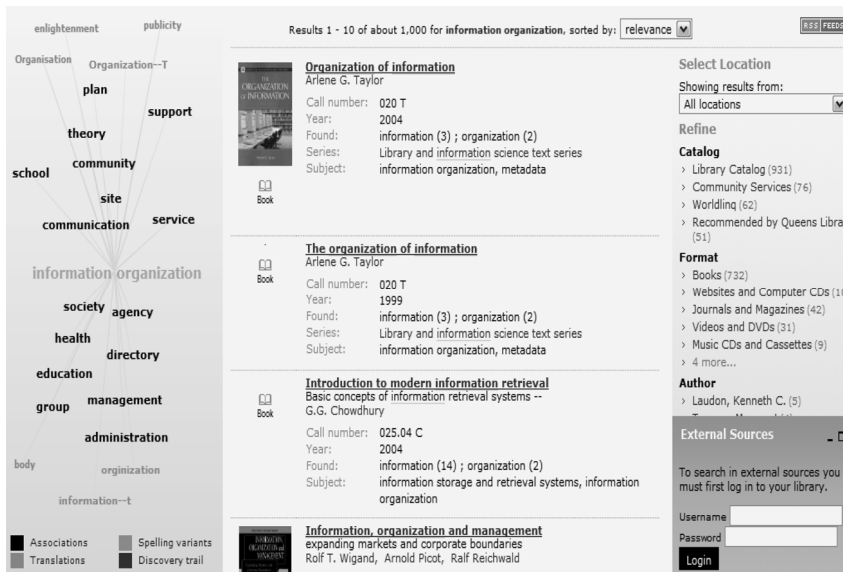 enlightenment
publicity
Organisation
Organization--T
plan
support
theory
community
school
site
communication
service
information organization
society
agency
health
directory
education
group
management
administration
body
orginization
information--t
Associations
Spelling variants
Translations
Discovery trail
Results 1 - 10 of about 1,000 for information organization, sorted by: relevance
RSS FEEDS
THE ORGANIZATION OF INFORMATION
Book
Organization of information
Arlene G. Taylor
Call number: 020 T
Year: 2004
Found: information (3) ; organization (2)
Series: Library and information science text series
Subject: information organization, metadata
Book
The organization of information
Arlene G. Taylor
Call number: 020 T
Year: 1999
Found: information (3) ; organization (2)
Series: Library and information science text series
Subject: information organization, metadata
Book
Introduction to modern information retrieval
Basic concepts of information retrieval systems --
G.G. Chowdhury
Call number: 025.04 C
Year: 2004
Found: information (14) ; organization (2)
Subject: information storage and retrieval systems, information
organization
INFORMATION, ORGANIZATION and MANAGEMENT
Information, organization and management
expanding markets and corporate boundaries
Rolf T. Wigand, Arnold Picot, Ralf Reichwald
Select Location
Showing results from:
All locations
Refine
Catalog
> Library Catalog (931)
> Community Services (76)
> Worldling (62)
> Recommended by Queens Libra
(51)
Format
> Books (732)
> Websites and Computer CDs (10
> Journals and Magazines (42)
> Videos and DVDs (31)
> Music CDs and Cassettes (9)
> 4 more...
Author
> Laudon, Kenneth C. (5)
External Sources
To search in external sources you
must first log in to your library.
Username
Password
Login